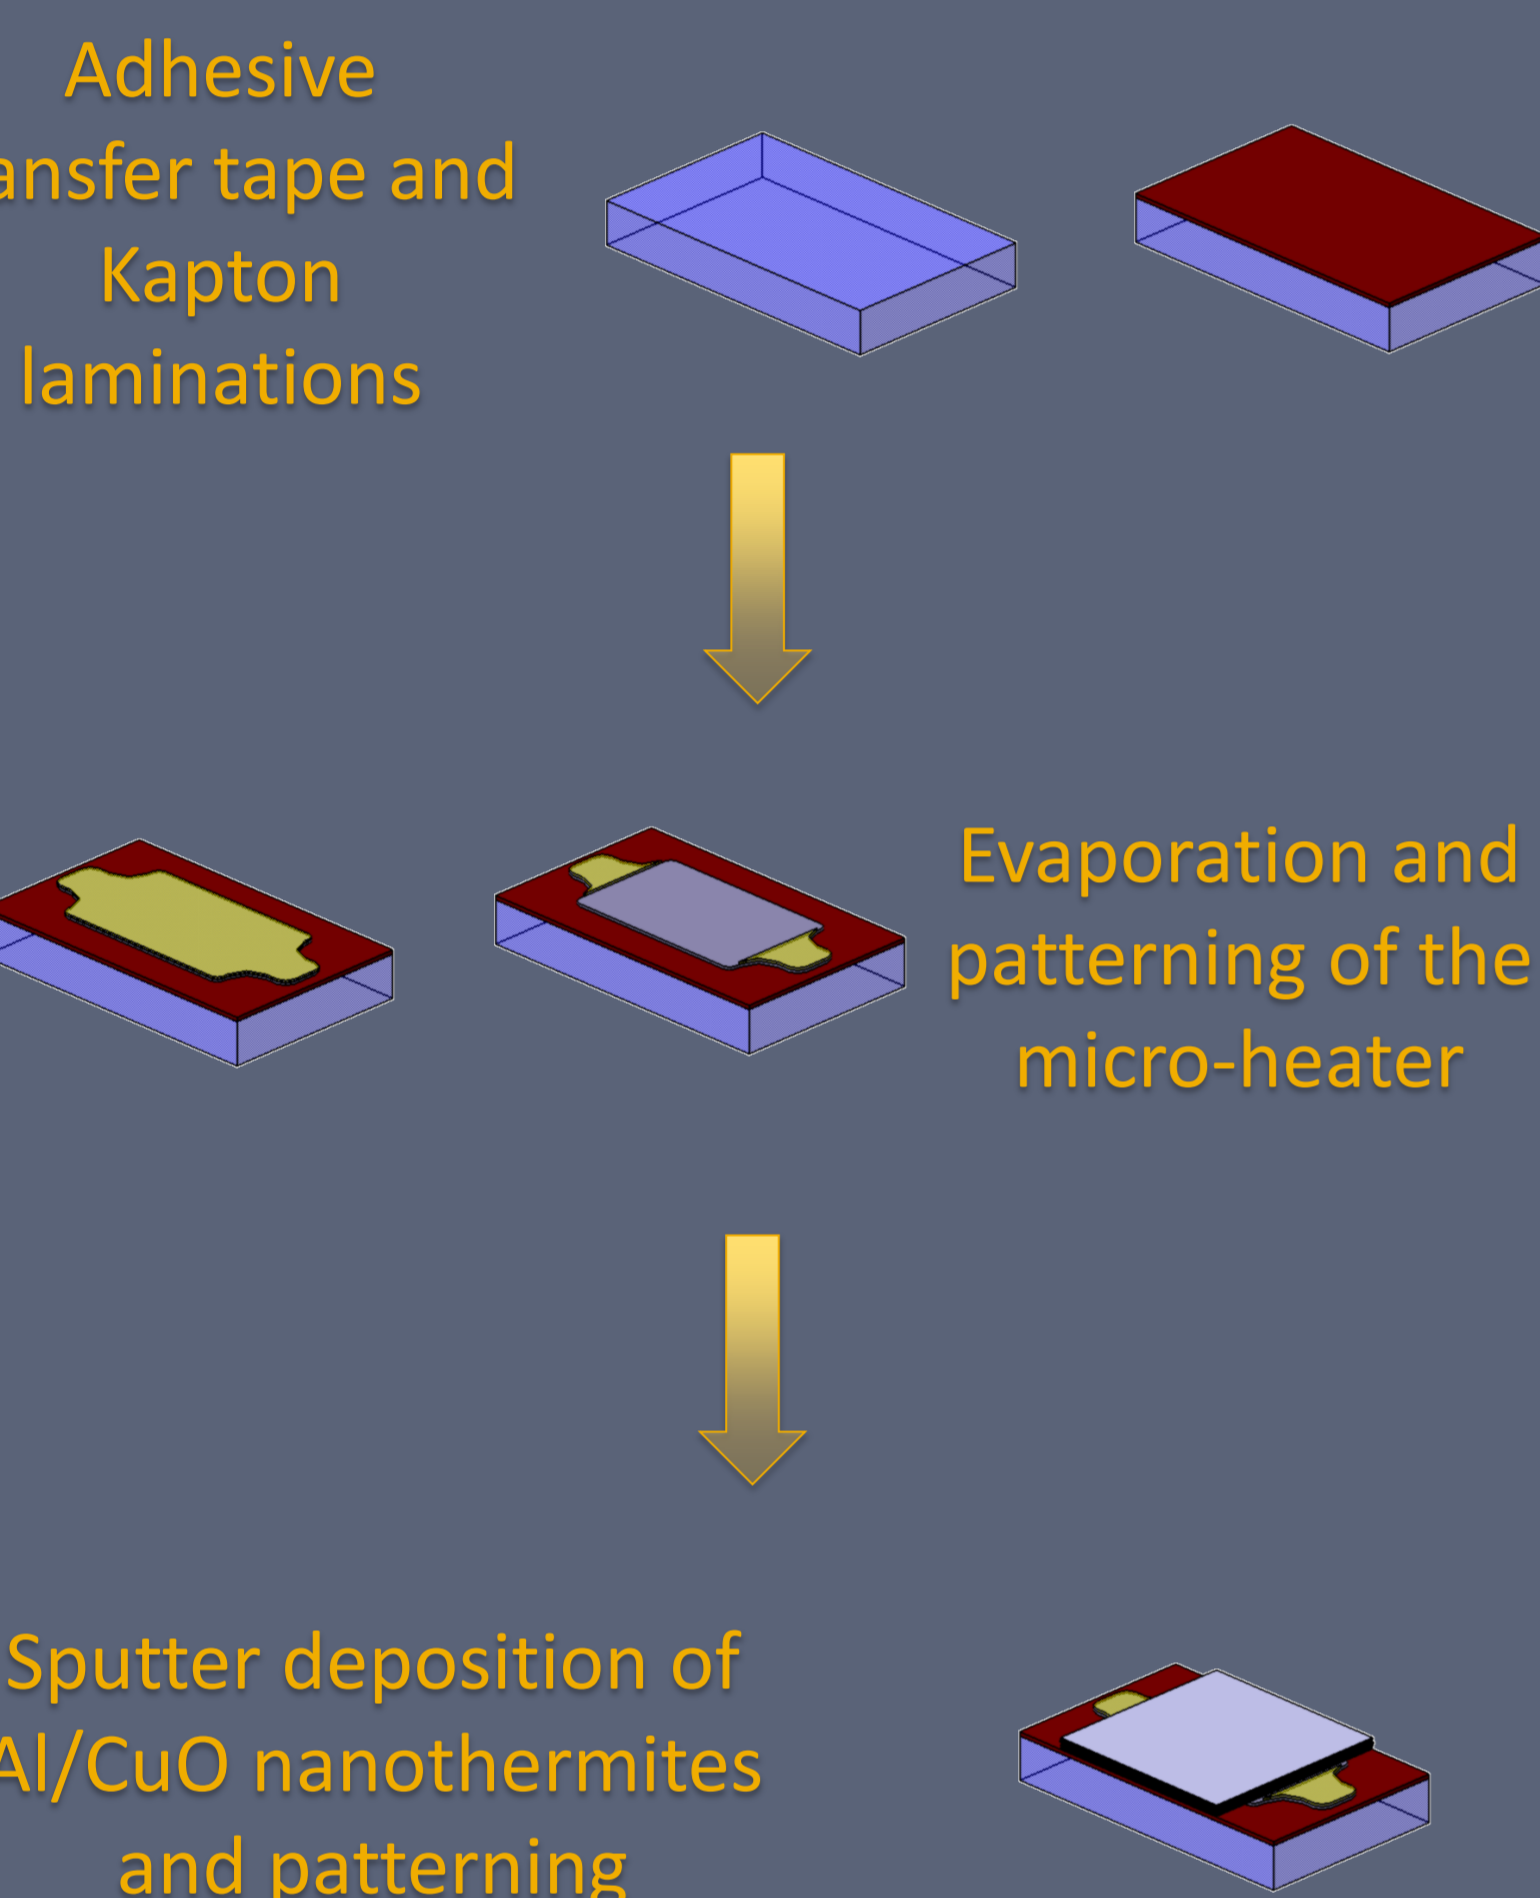 Adhesive
ansfer tape and
Kapton
laminations
Evaporation and
patterning of the
micro-heater
Sputter deposition of
Al/CuO nanothermites
and patterning